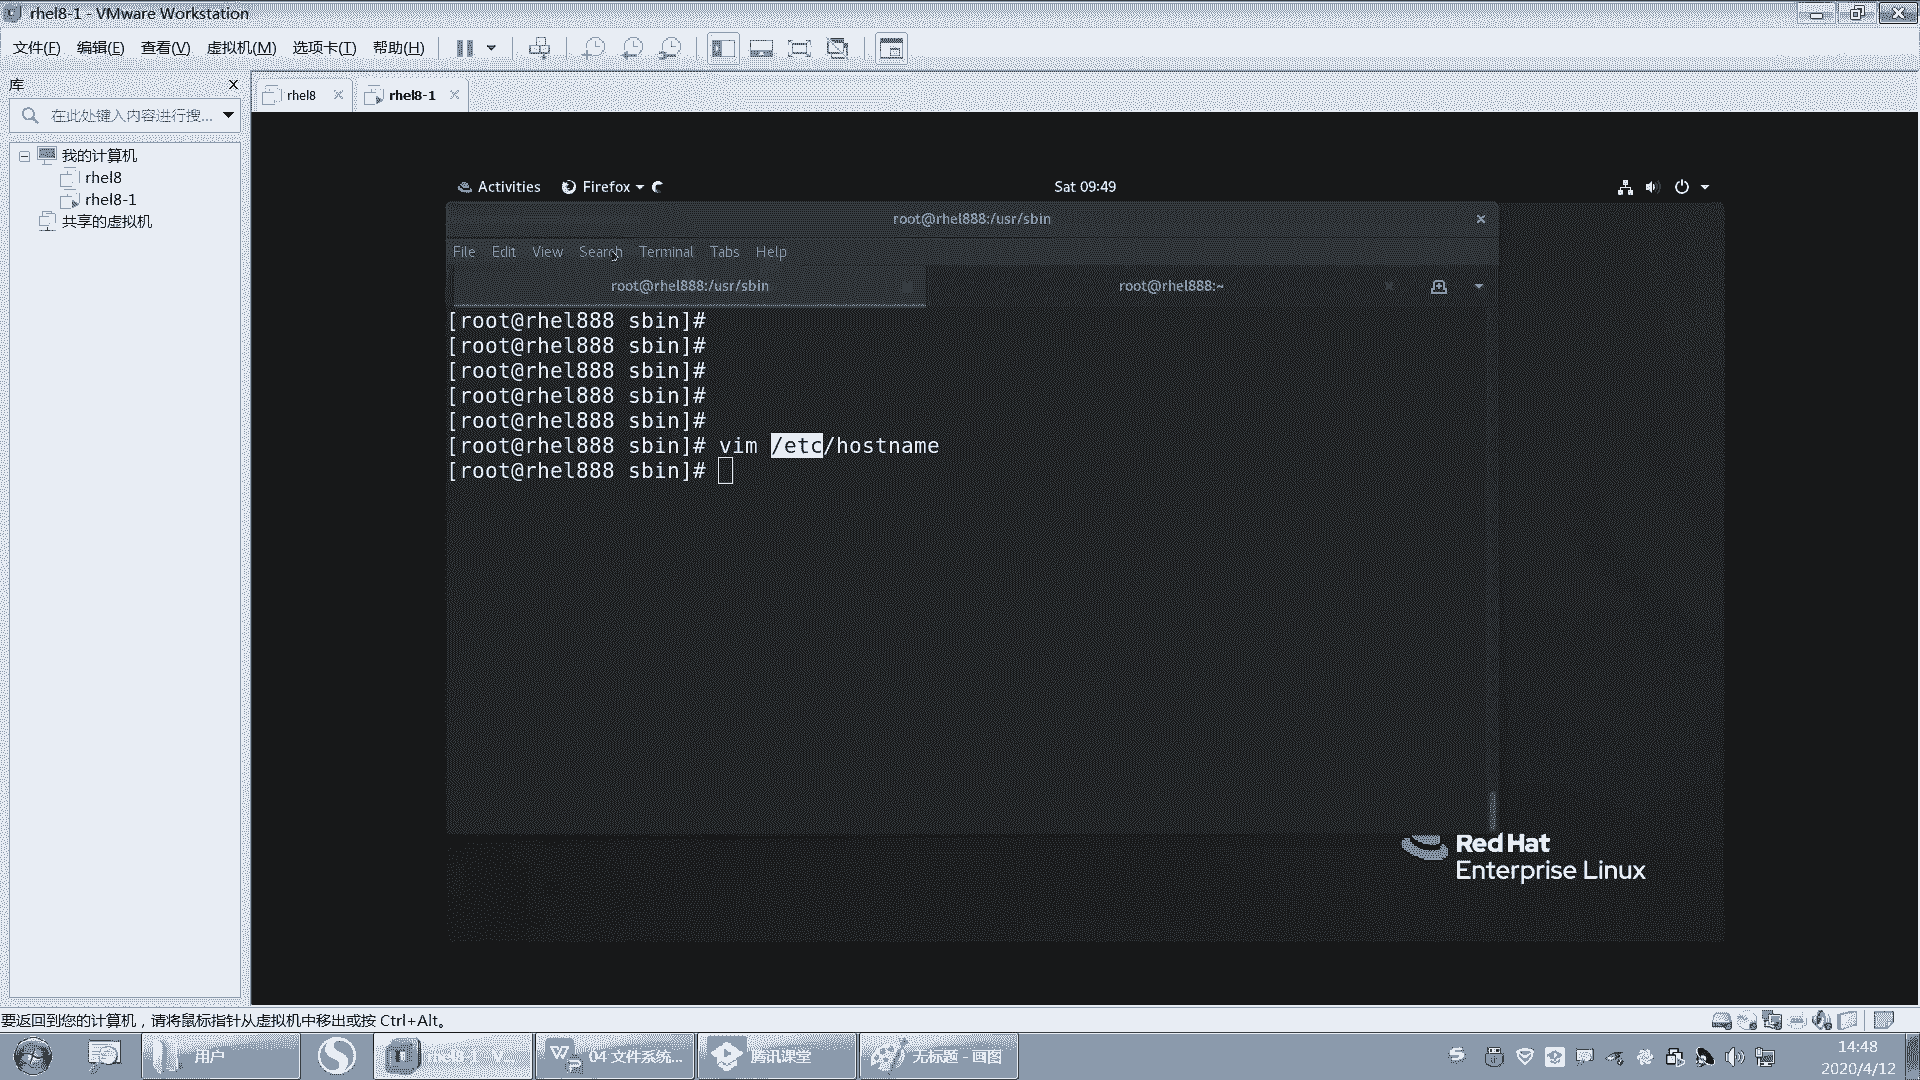 rhel8-1 - VMware Workstation
文件(F) 编辑(E) 查看(V) 虚拟机(M) 选项卡(T) 帮助(H)
库
在此处键入内容进行搜...
我的计算机
rhel8
rhel8-1
共享的虚拟机
rhel8
rhel8-1
Activities Firefox Sat 09:49
root@rhel888:/usr/sbin
File Edit View Search Terminal Tabs Help
root@rhel888:/usr/sbin root@rhel888:~
[root@rhel888 sbin]#
[root@rhel888 sbin]#
[root@rhel888 sbin]#
[root@rhel888 sbin]#
[root@rhel888 sbin]#
[root@rhel888 sbin]# vim /etc/hostname
[root@rhel888 sbin]#
Red Hat
Enterprise Linux
要返回到您的计算机，请将鼠标指针从虚拟机中移出或按 Ctrl+Alt。
用户 rhel8-1 - V... 04 文件系统... 腾讯课堂 无标题 - 画图
14:48
2020/4/12